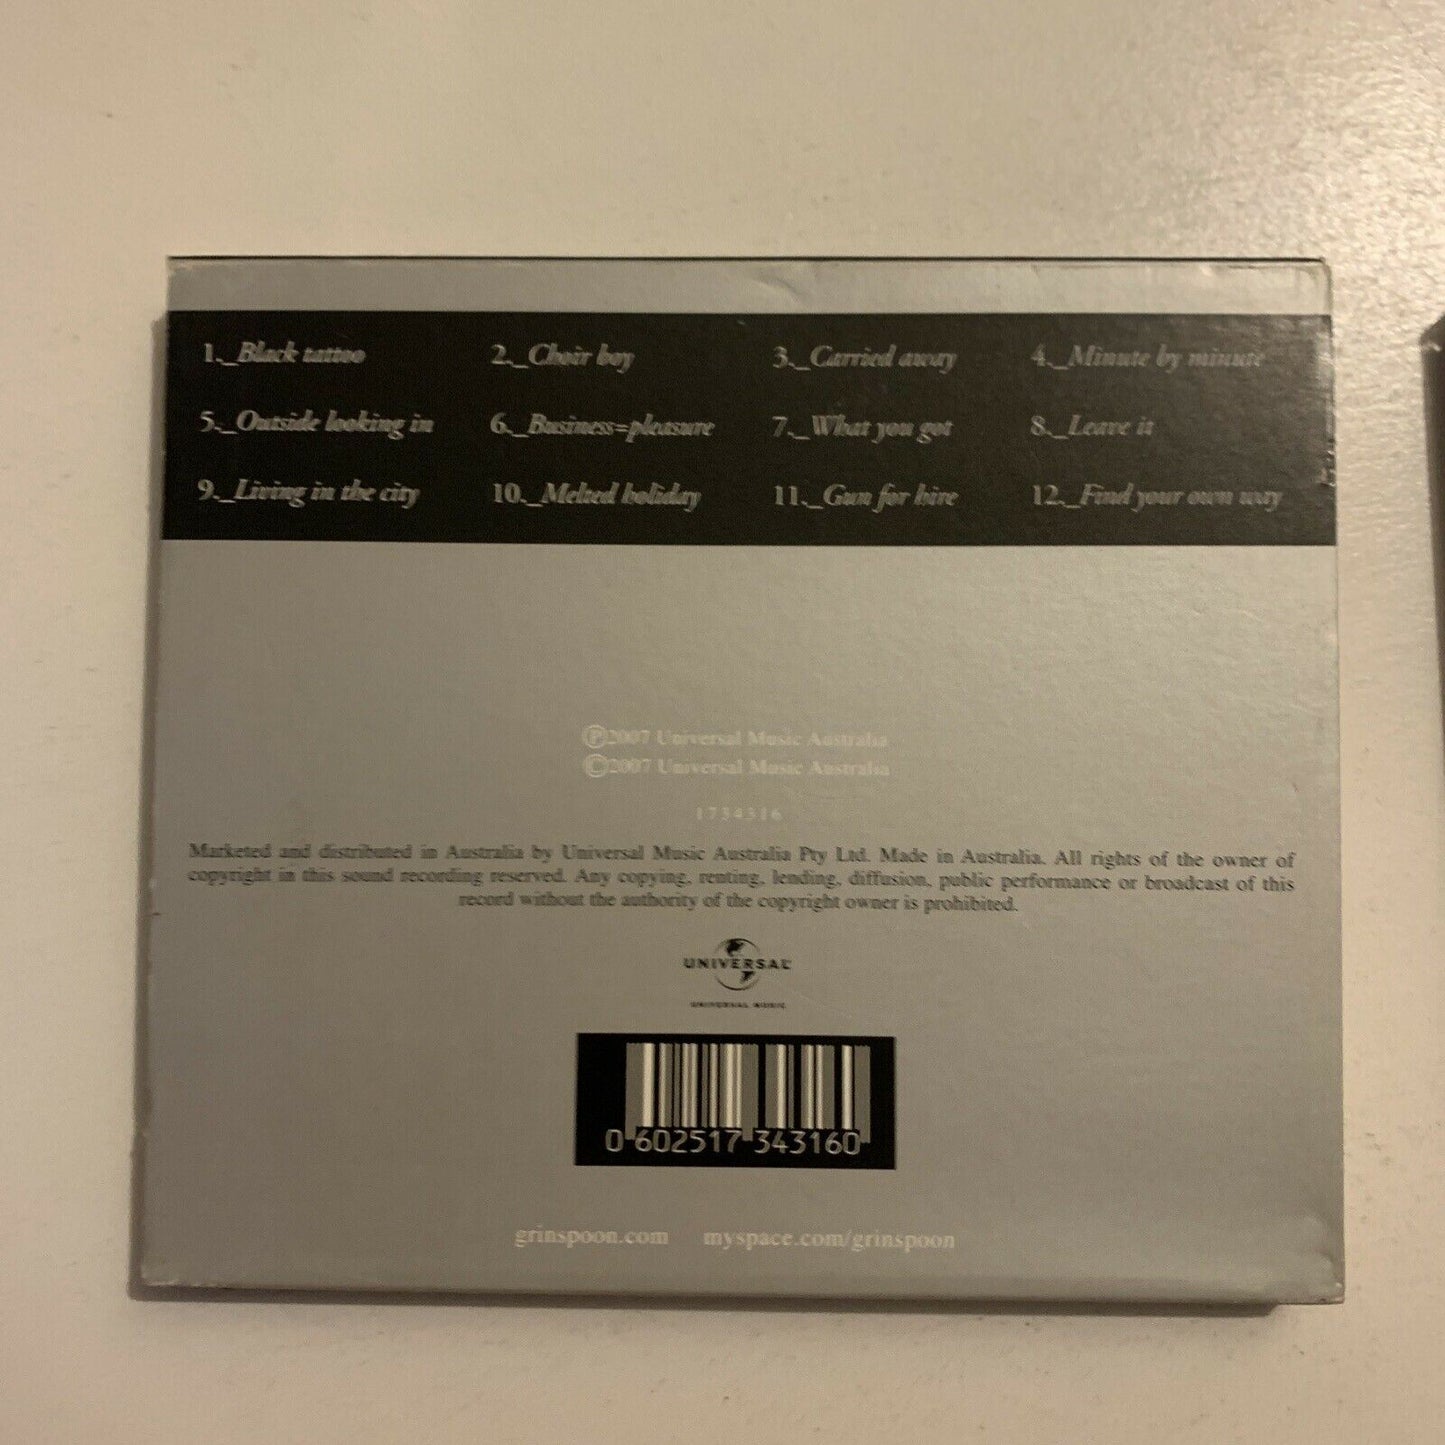 1._Black tattoo 2._Choir boy 3._Carried away 4._Minute by minute
5._Outside looking in 6._Business=pleasure 7._What you got 8._Leave it
9._Living in the city 10._Melted holiday 11._Gun for hire 12._Find your own way
℗2007 Universal Music Australia
©2007 Universal Music Australia
1734316
Marketed and distributed in Australia by Universal Music Australia Pty Ltd. Made in Australia. All rights of the owner of
copyright in this sound recording reserved. Any copying, renting, lending, diffusion, public performance or broadcast of this
record without the authority of the copyright owner is prohibited.
UNIVERSAL
UNIVERSAL MUSIC
0 602517 343160
grinspoon.com myspace.com/grinspoon